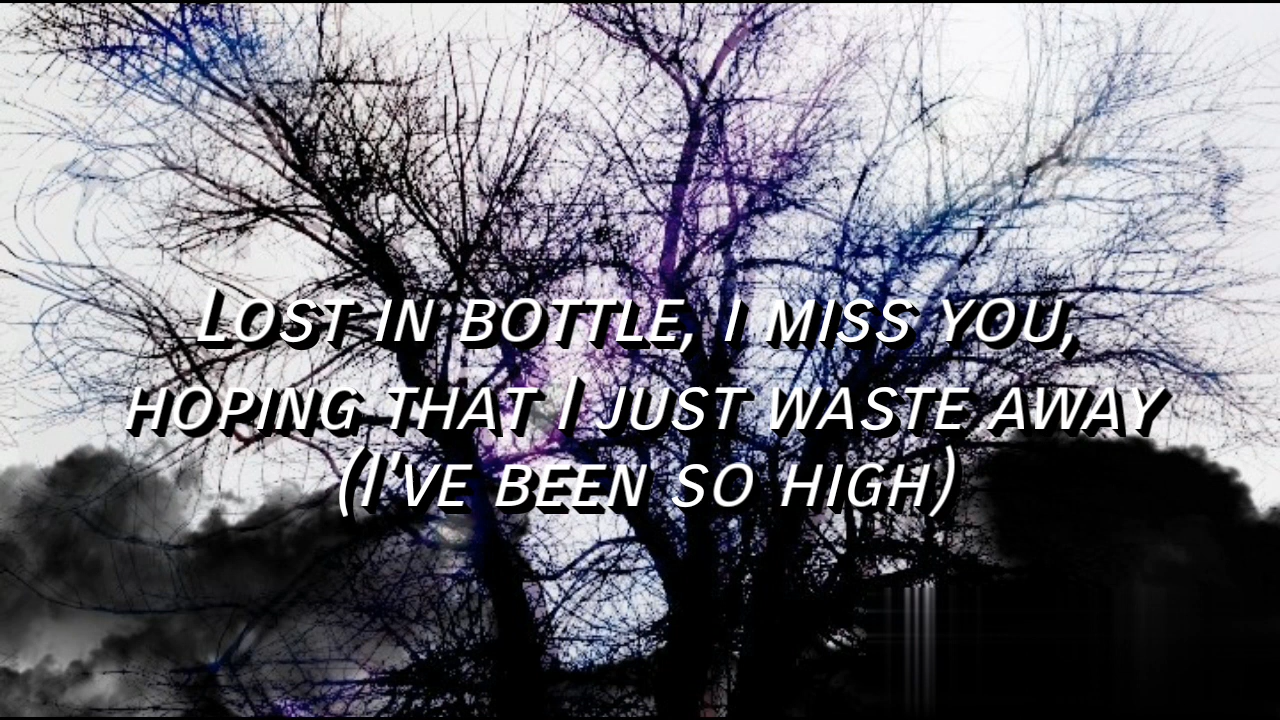 Lost in bottle, i miss you,
hoping that I just waste away
(I've been so high)